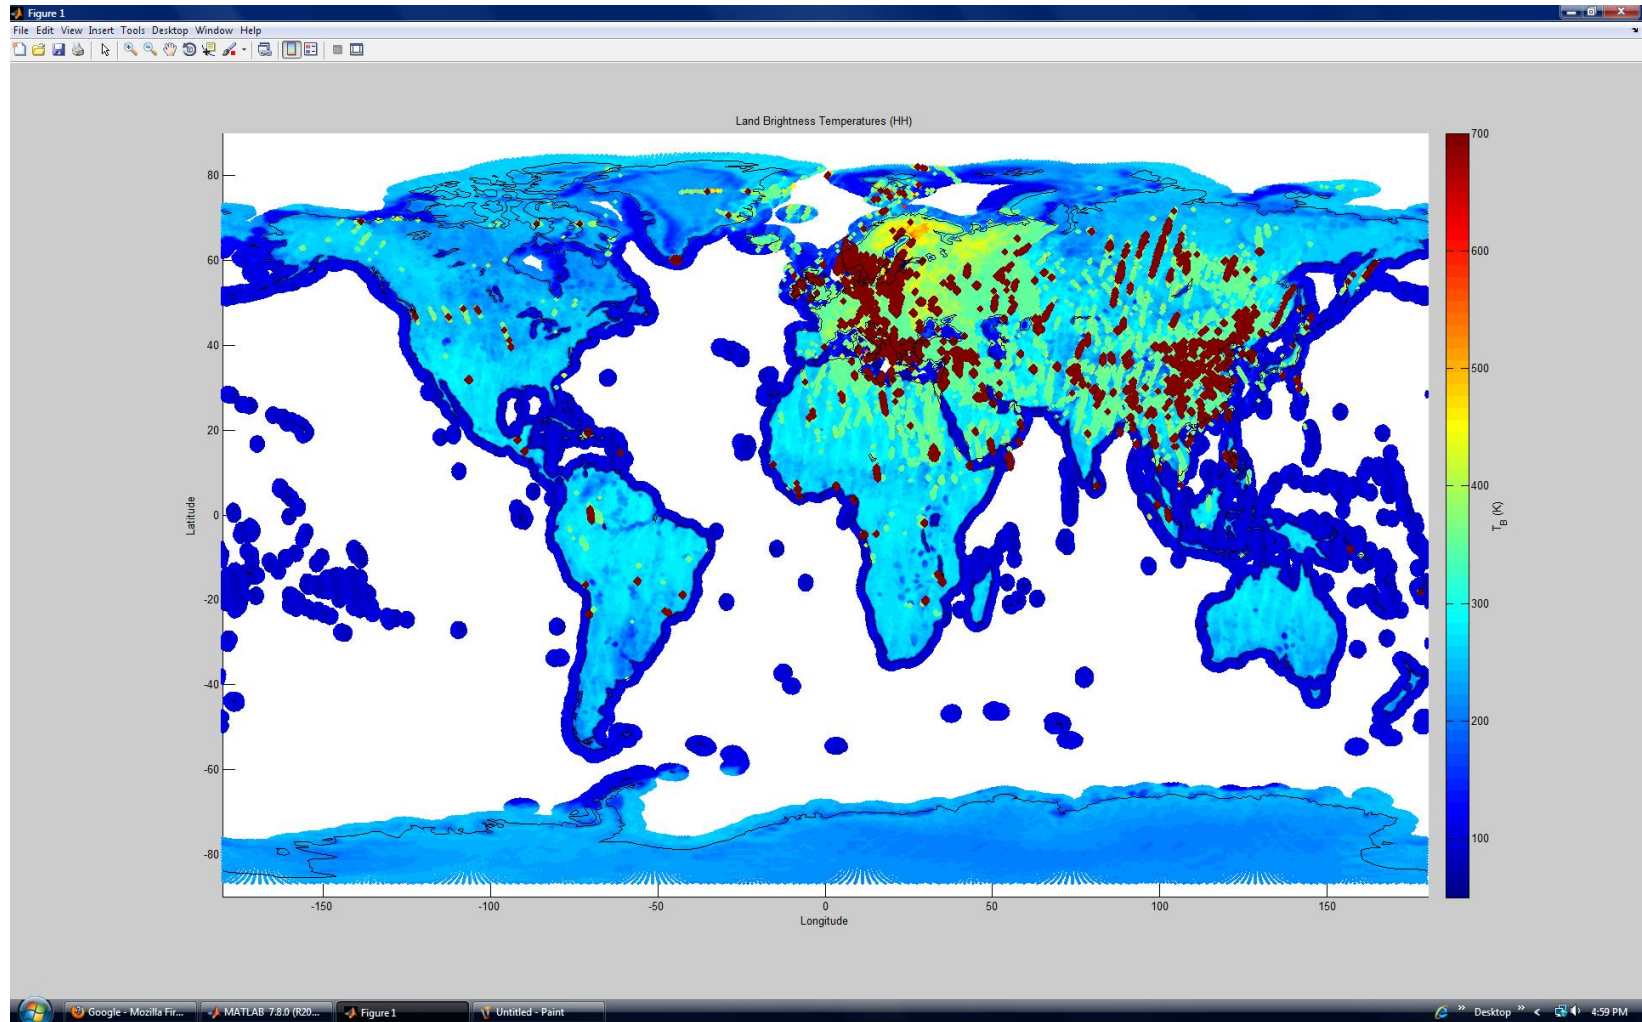 Figure 1
File Edit View Insert Tools Desktop Window Help
Land Brightness Temperatures (HH)
80
60
40
20
0
-20
-40
-60
-80
Latitude
-150
-100
-50
0
50
100
150
Longitude
700
600
500
400
300
200
100
T_B (K)
Google - Mozilla Fir...
MATLAB 7.8.0 (R20...
Figure 1
Untitled - Paint
Desktop
4:59 PM